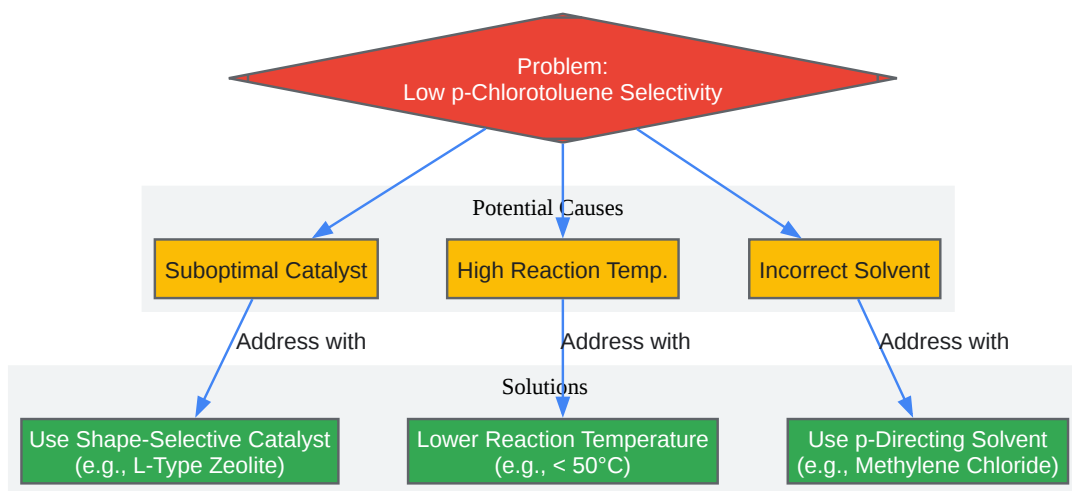 Problem:
Low p-Chlorotoluene Selectivity
Potential Causes
Suboptimal Catalyst
High Reaction Temp.
Incorrect Solvent
Address with
Address with
Address with
Solutions
Use Shape-Selective Catalyst
(e.g., L-Type Zeolite)
Lower Reaction Temperature
(e.g., < 50°C)
Use p-Directing Solvent
(e.g., Methylene Chloride)